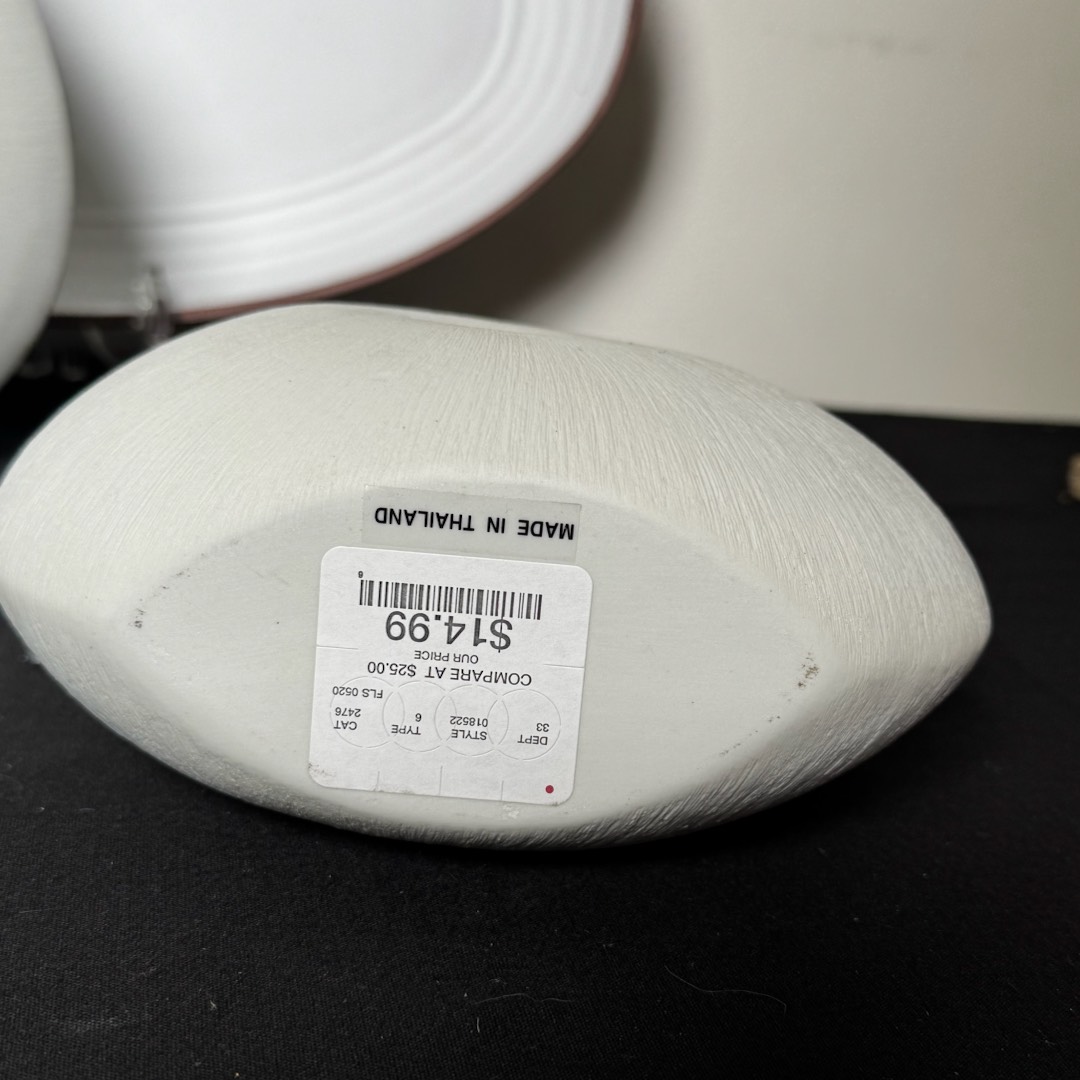 DEPT 33 STYLE 018522 TYPE 6 CAT 2476
FLS 0520
COMPARE AT $25.00
OUR PRICE
$14.99
6
MADE IN THAILAND